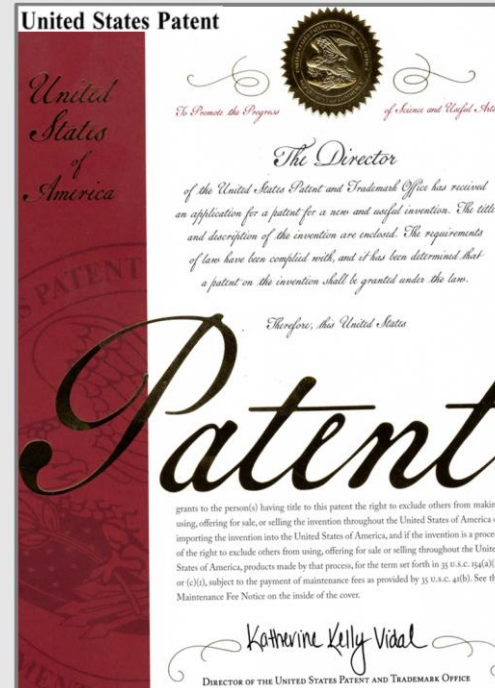 United States Patent
United
States
of
America
To Promote the Progress of Science and Useful Arts
The Director
of the United States Patent and Trademark Office has received
an application for a patent for a new and useful invention. The title
and description of the invention are enclosed. The requirements
of law have been complied with, and it has been determined that
a patent on the invention shall be granted under the law.
Therefore, this United States
Patent
grants to the person(s) having title to this patent the right to exclude others from making,
using, offering for sale, or selling the invention throughout the United States of America
importing the invention into the United States of America, and if the invention is a
of the right to exclude others from using, offering for sale or selling throughout the
States of America, products made by that process, for the term set forth in 35 U.S.C. 154(a)
or (c)(1), subject to the payment of maintenance fees as provided by 35 U.S.C. 41(b). See
Maintenance Fee Notice on the inside of the cover.
Katherine Kelly Vidal
DIRECTOR OF THE UNITED STATES PATENT AND TRADEMARK OFFICE